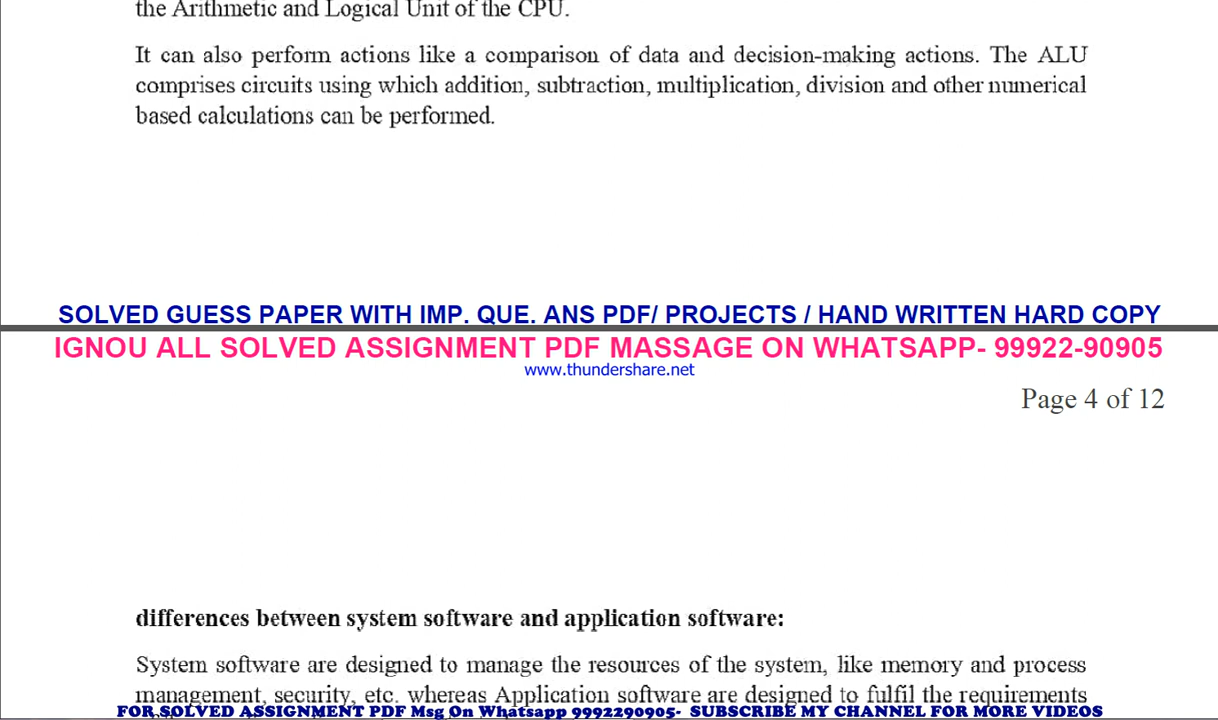 the Arithmetic and Logical Unit of the CPU.
It can also perform actions like a comparison of data and decision-making actions. The ALU
comprises circuits using which addition, subtraction, multiplication, division and other numerical
based calculations can be performed.
SOLVED GUESS PAPER WITH IMP. QUE. ANS PDF/ PROJECTS / HAND WRITTEN HARD COPY
IGNOU ALL SOLVED ASSIGNMENT PDF MASSAGE ON WHATSAPP- 99922-90905
www.thundershare.net
Page 4 of 12
differences between system software and application software:
System software are designed to manage the resources of the system, like memory and process
management, security, etc. whereas Application software are designed to fulfil the requirements
FOR SOLVED ASSIGNMENT PDF Msg On Whatsapp 9992290905- SUBSCRIBE MY CHANNEL FOR MORE VIDEOS